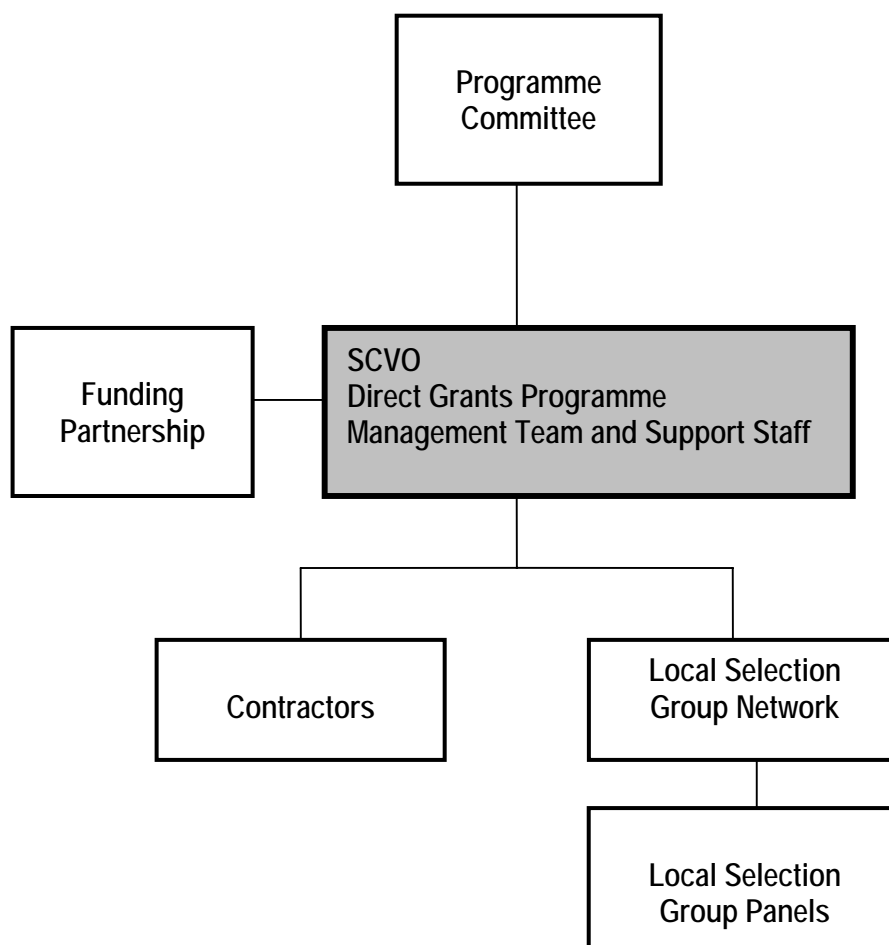 Programme
Committee
Funding
Partnership
SCVO
Direct Grants Programme
Management Team and Support Staff
Contractors
Local Selection
Group Network
Local Selection
Group Panels